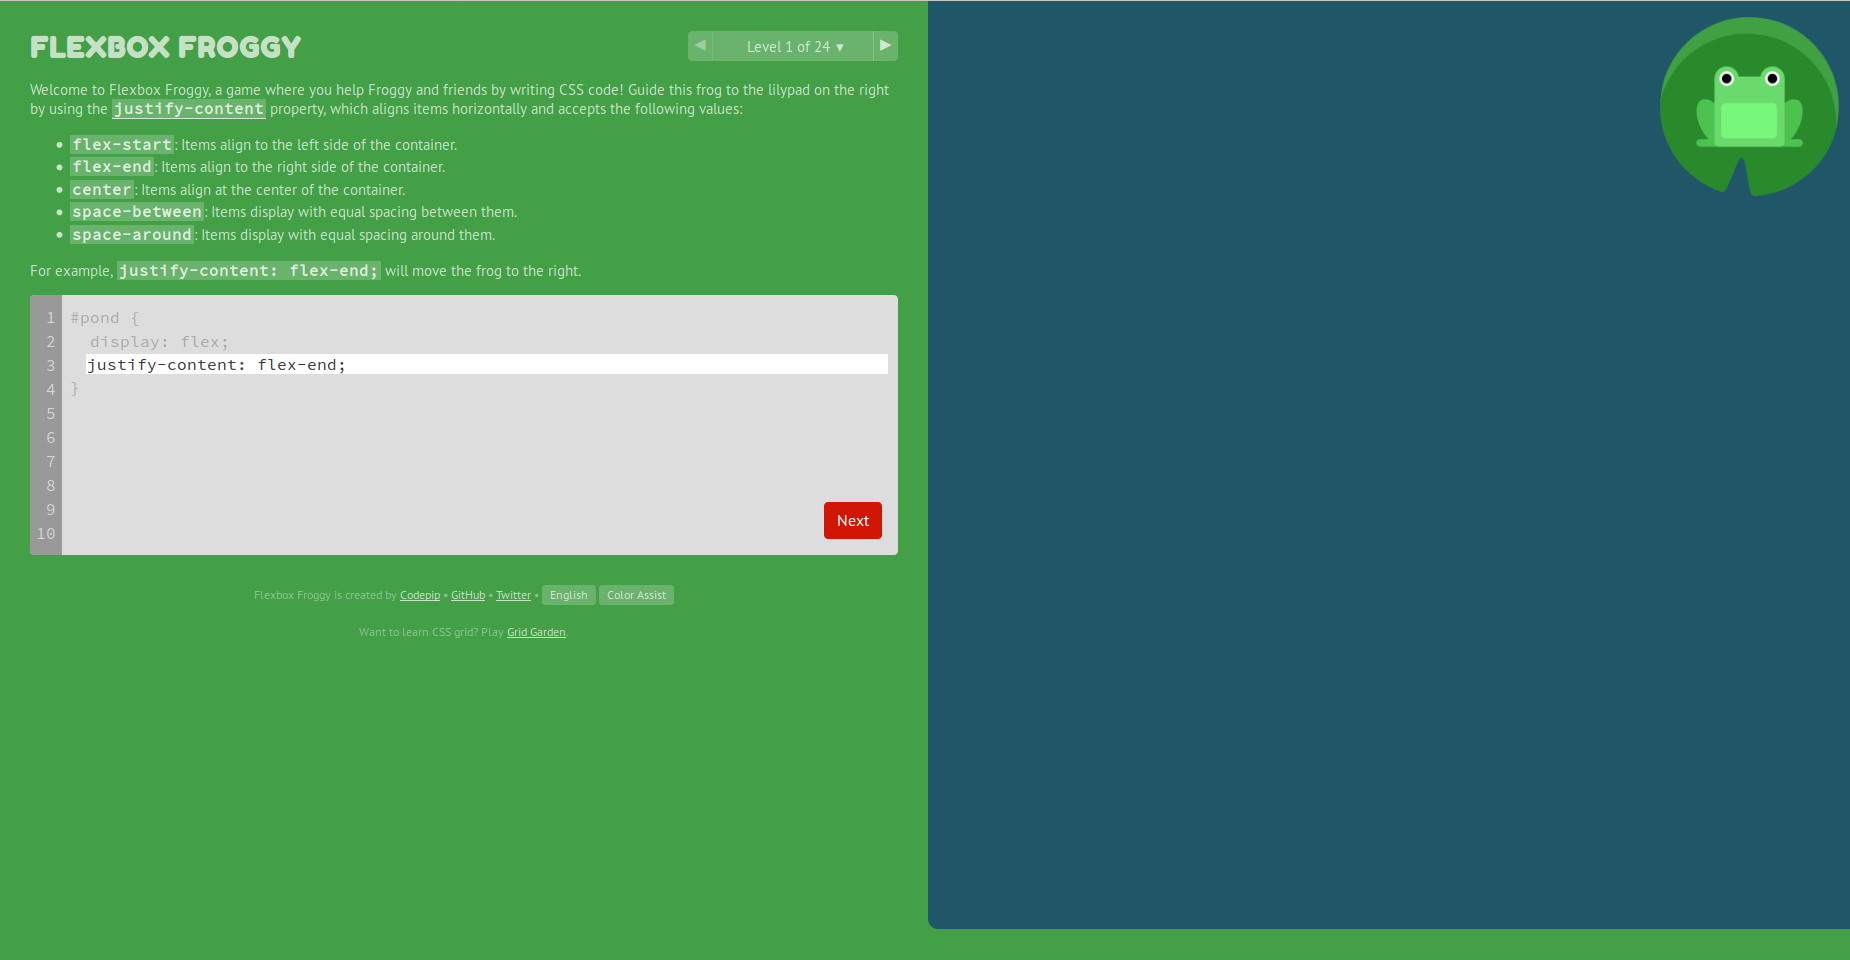 FLEXBOX FROGGY
◀ Level 1 of 24 ▾ ▶
Welcome to Flexbox Froggy, a game where you help Froggy and friends by writing CSS code! Guide this frog to the lilypad on the right
by using the justify-content property, which aligns items horizontally and accepts the following values:
• flex-start: Items align to the left side of the container.
• flex-end: Items align to the right side of the container.
• center: Items align at the center of the container.
• space-between: Items display with equal spacing between them.
• space-around: Items display with equal spacing around them.
For example, justify-content: flex-end; will move the frog to the right.
1 #pond {
2 display: flex;
3 justify-content: flex-end;
4 }
5
6
7
8
9
10
Next
Flexbox Froggy is created by Codepip • GitHub • Twitter • English Color Assist
Want to learn CSS grid? Play Grid Garden.